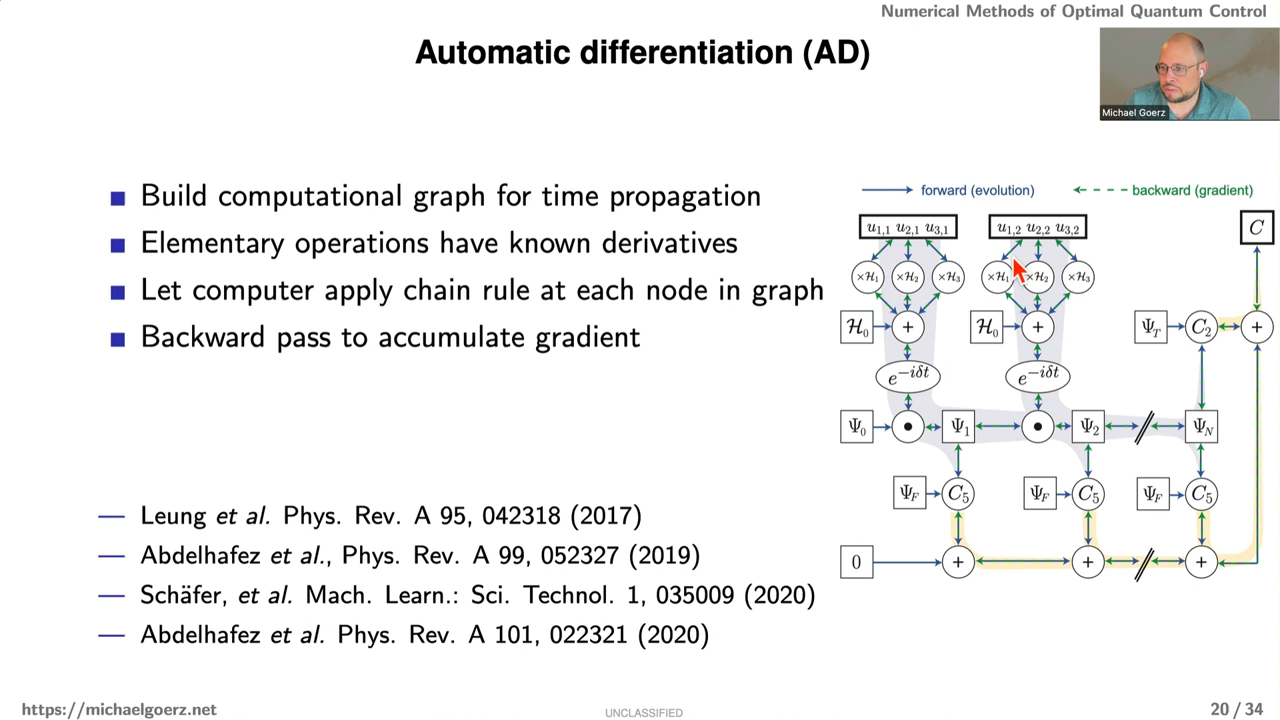 Numerical Methods of Optimal Quantum Control
Automatic differentiation (AD)
Michael Goerz
■ Build computational graph for time propagation
■ Elementary operations have known derivatives
■ Let computer apply chain rule at each node in graph
■ Backward pass to accumulate gradient
— Leung et al. Phys. Rev. A 95, 042318 (2017)
— Abdelhafez et al., Phys. Rev. A 99, 052327 (2019)
— Schäfer, et al. Mach. Learn.: Sci. Technol. 1, 035009 (2020)
— Abdelhafez et al. Phys. Rev. A 101, 022321 (2020)
forward (evolution) backward (gradient)
u₁,₁ u₂,₁ u₃,₁ u₁,₂ u₂,₂ u₃,₂ C
×ℋ₁ ×ℋ₂ ×ℋ₃ ×ℋ₁ ×ℋ₂ ×ℋ₃
ℋ₀ + ℋ₀ + Ψ_T C₂ +
e^{−iδt} e^{−iδt}
Ψ₀ • Ψ₁ • Ψ₂ Ψ_N
Ψ_F C₅ Ψ_F C₅ Ψ_F C₅
0 + + +
https://michaelgoerz.net
UNCLASSIFIED
20 / 34